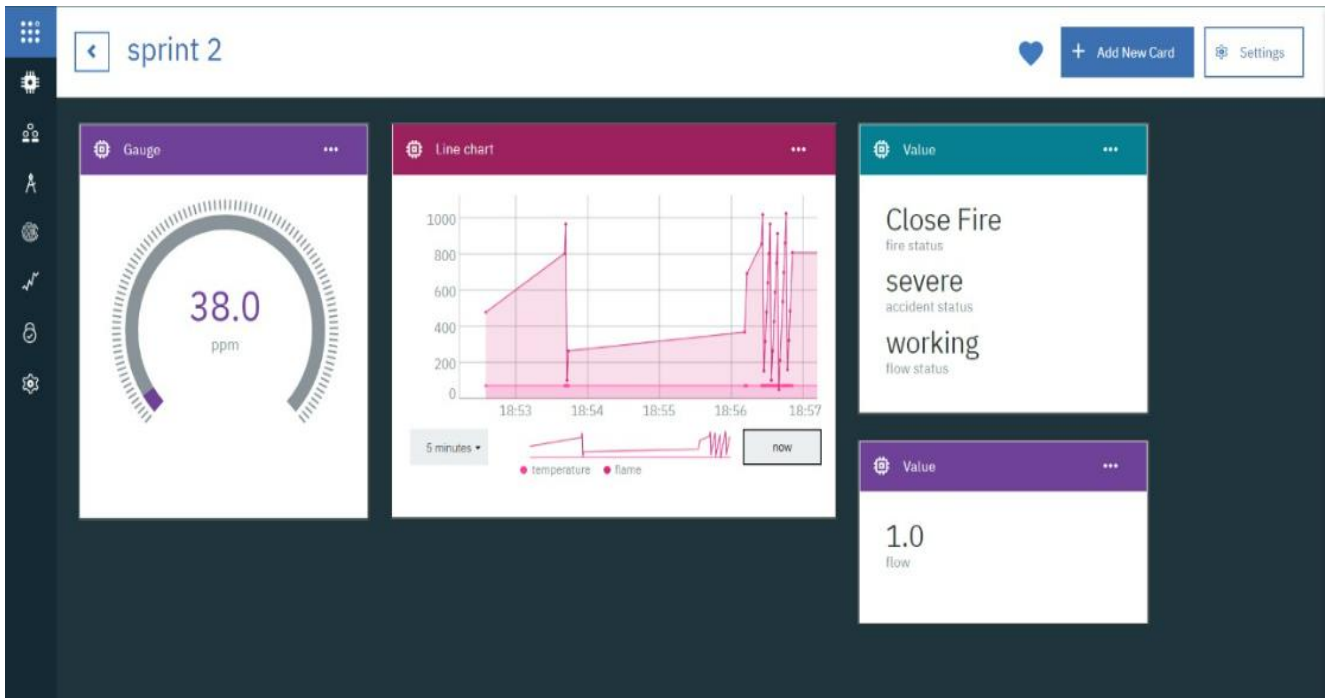 sprint 2
+ Add New Card
Settings
Gauge
38.0
ppm
Line chart
1000
800
600
400
200
0
18:53 18:54 18:55 18:56 18:57
5 minutes
now
temperature flame
Value
Close Fire
fire status
severe
accident status
working
flow status
Value
1.0
flow